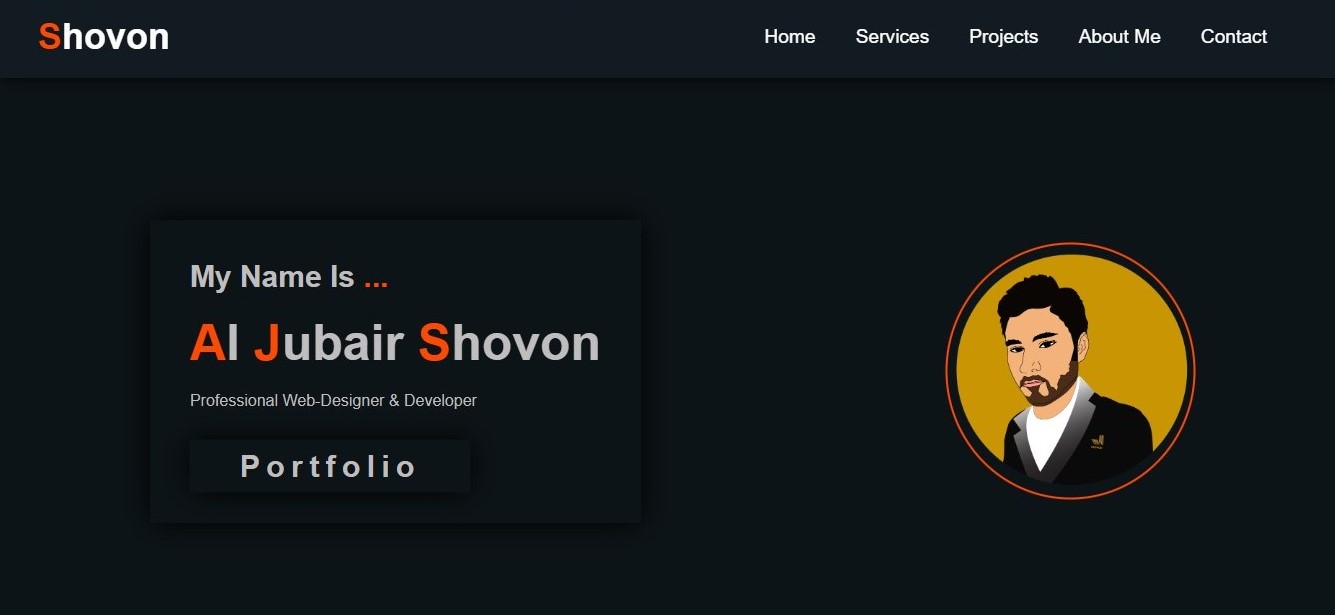 Shovon
Home Services Projects About Me Contact
My Name Is ...
Al Jubair Shovon
Professional Web-Designer & Developer
Portfolio